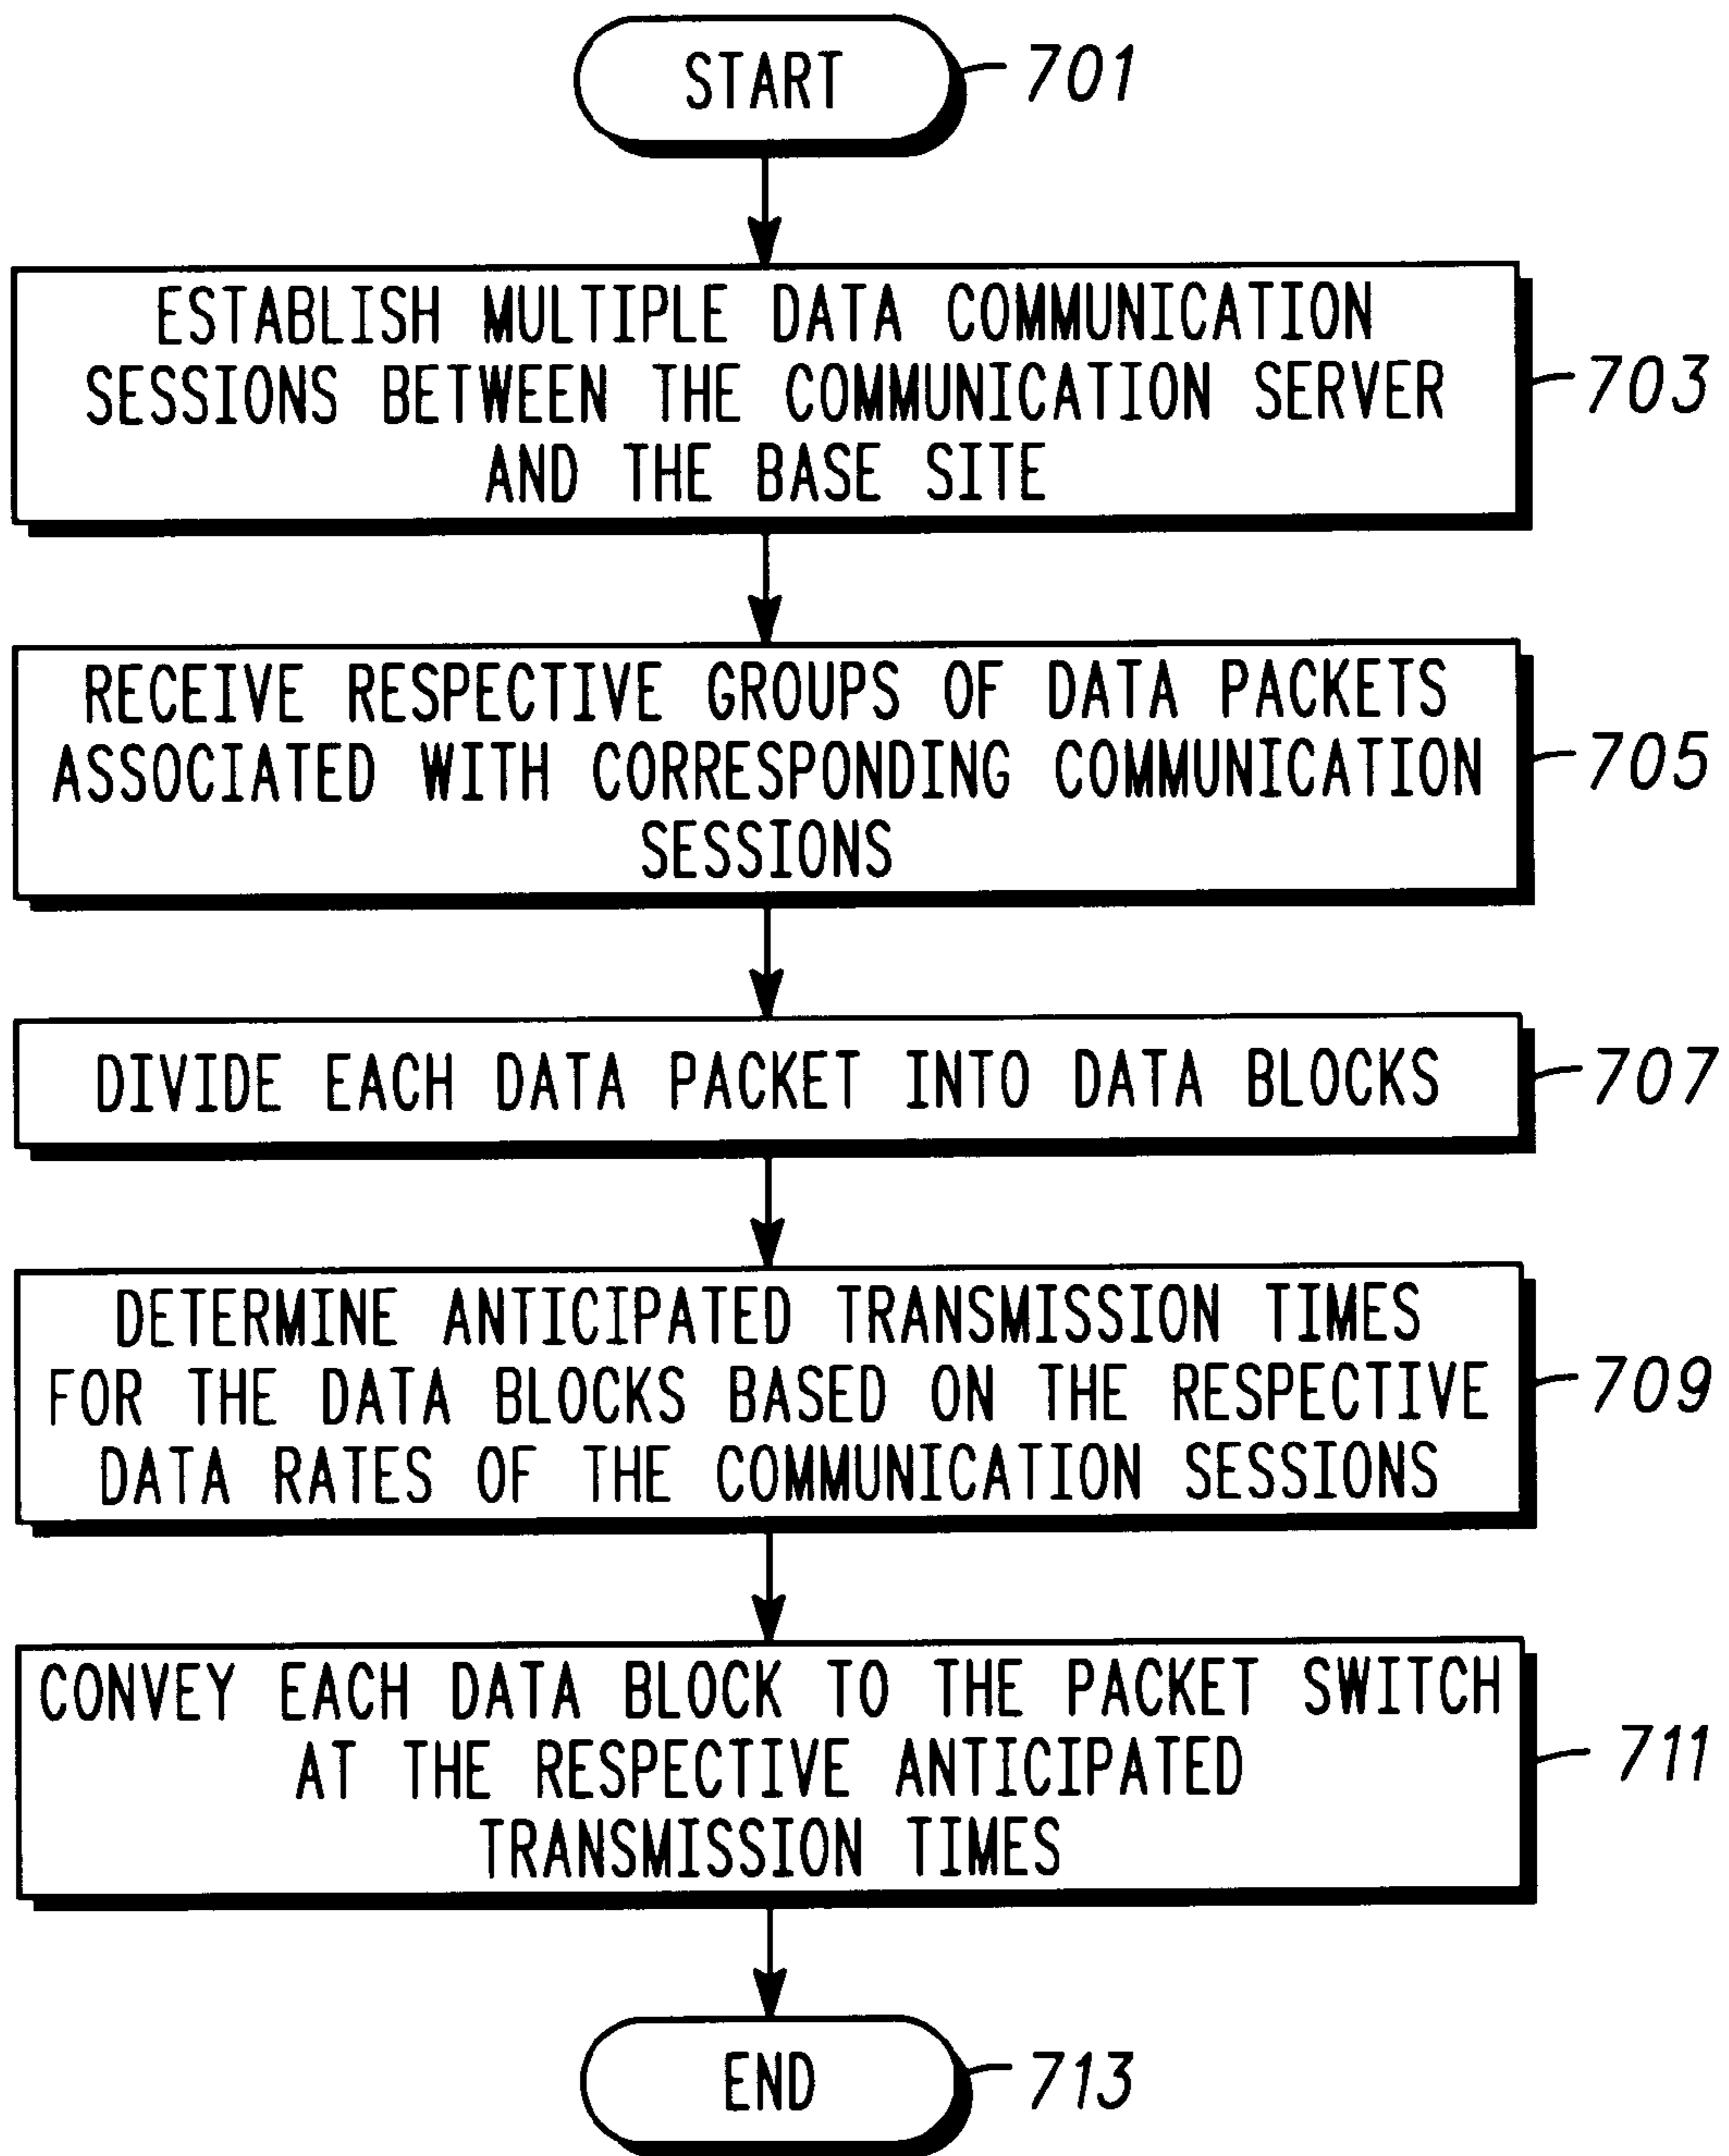 START
701
ESTABLISH MULTIPLE DATA COMMUNICATION
SESSIONS BETWEEN THE COMMUNICATION SERVER
AND THE BASE SITE
703
RECEIVE RESPECTIVE GROUPS OF DATA PACKETS
ASSOCIATED WITH CORRESPONDING COMMUNICATION
SESSIONS
705
DIVIDE EACH DATA PACKET INTO DATA BLOCKS
707
DETERMINE ANTICIPATED TRANSMISSION TIMES
FOR THE DATA BLOCKS BASED ON THE RESPECTIVE
DATA RATES OF THE COMMUNICATION SESSIONS
709
CONVEY EACH DATA BLOCK TO THE PACKET SWITCH
AT THE RESPECTIVE ANTICIPATED
TRANSMISSION TIMES
711
END
713